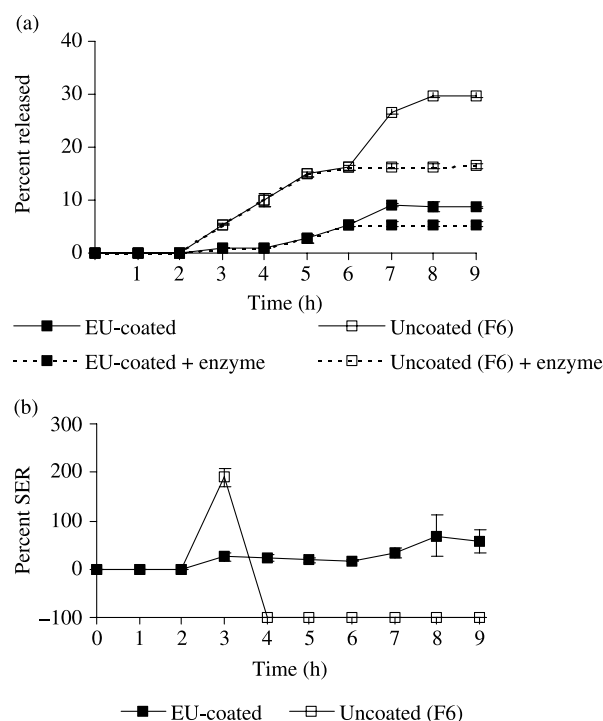 (a)
40
30
20
10
0
Percent released
1 2 3 4 5 6 7 8 9
Time (h)
EU-coated
Uncoated (F6)
EU-coated + enzyme
Uncoated (F6) + enzyme
(b)
300
200
100
0
−100
Percent SER
0 1 2 3 4 5 6 7 8 9
Time (h)
EU-coated
Uncoated (F6)